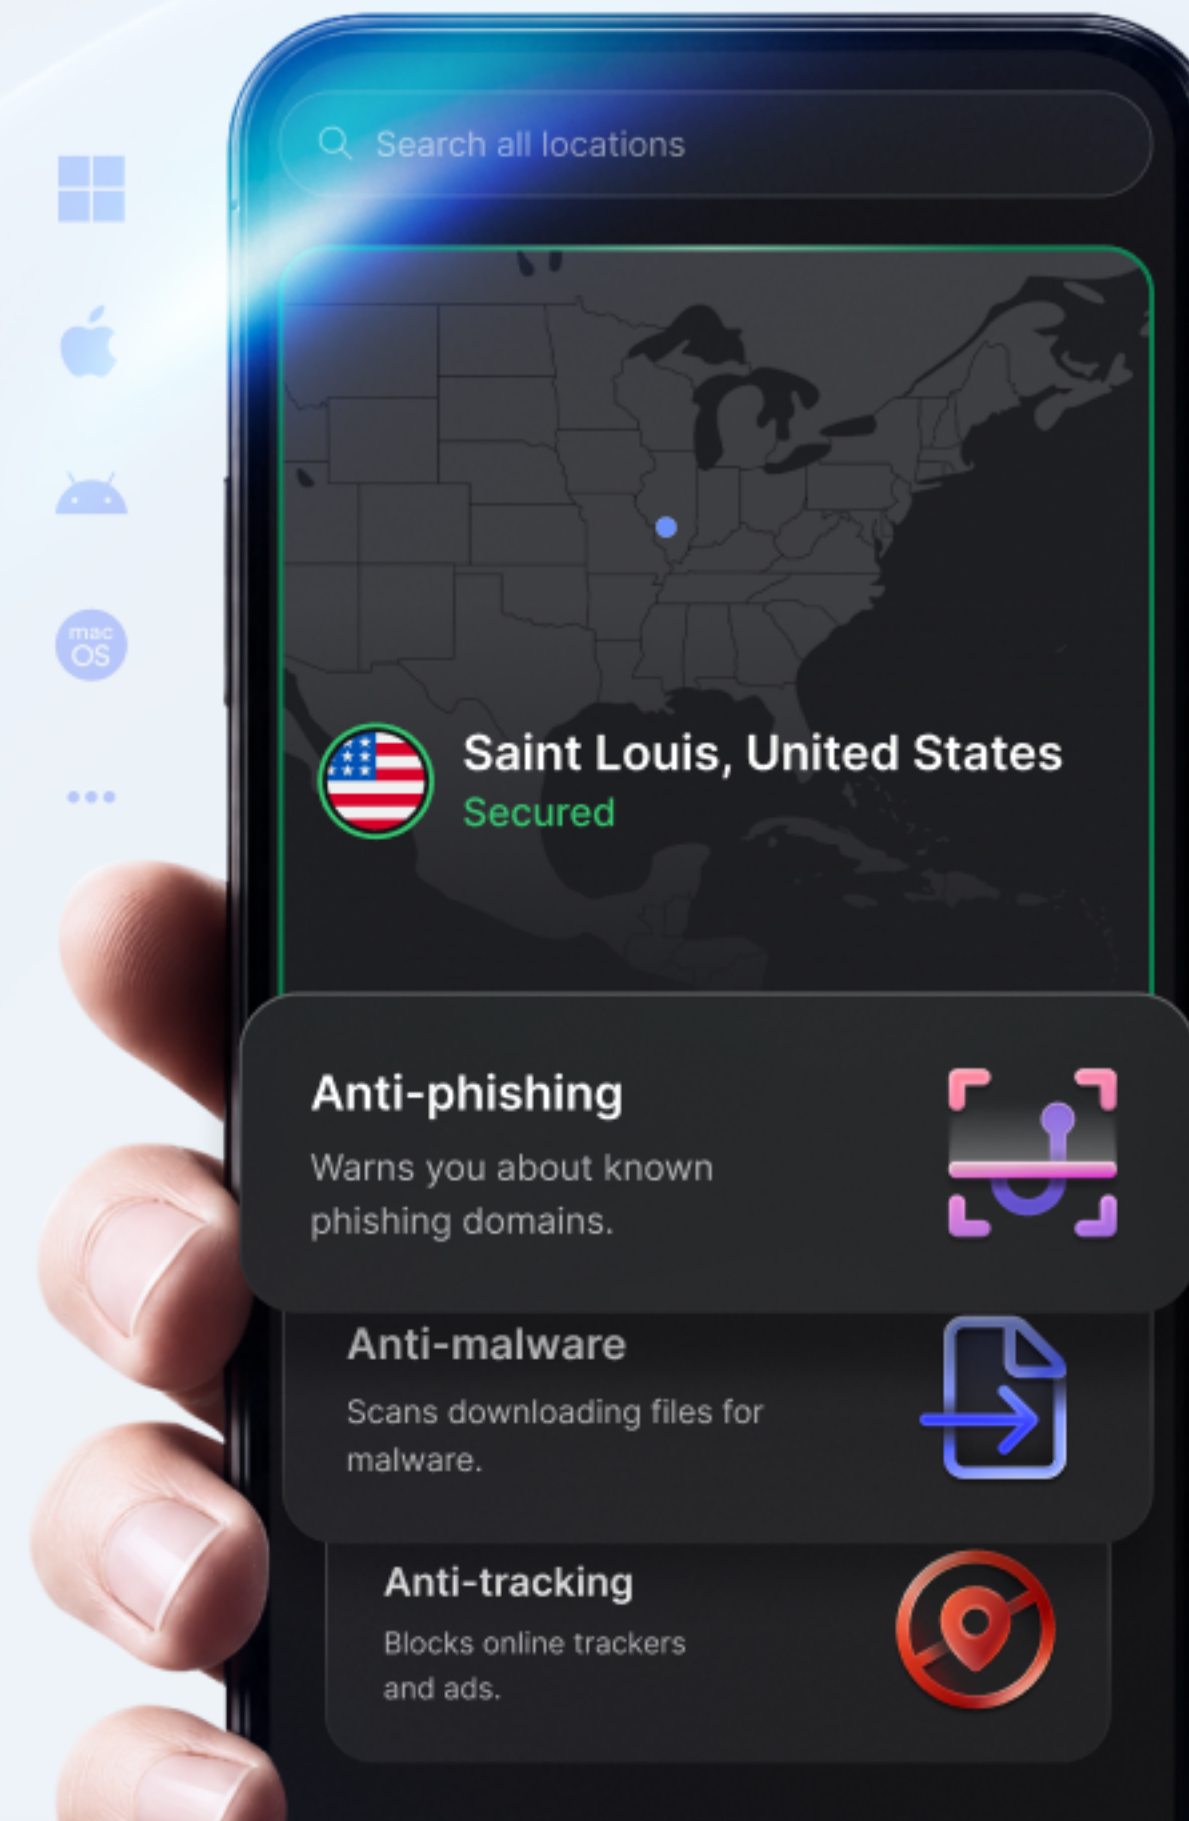 Search all locations
mac
OS
Saint Louis, United States
Secured
Anti-phishing
Warns you about known
phishing domains.
Anti-malware
Scans downloading files for
malware.
Anti-tracking
Blocks online trackers
and ads.